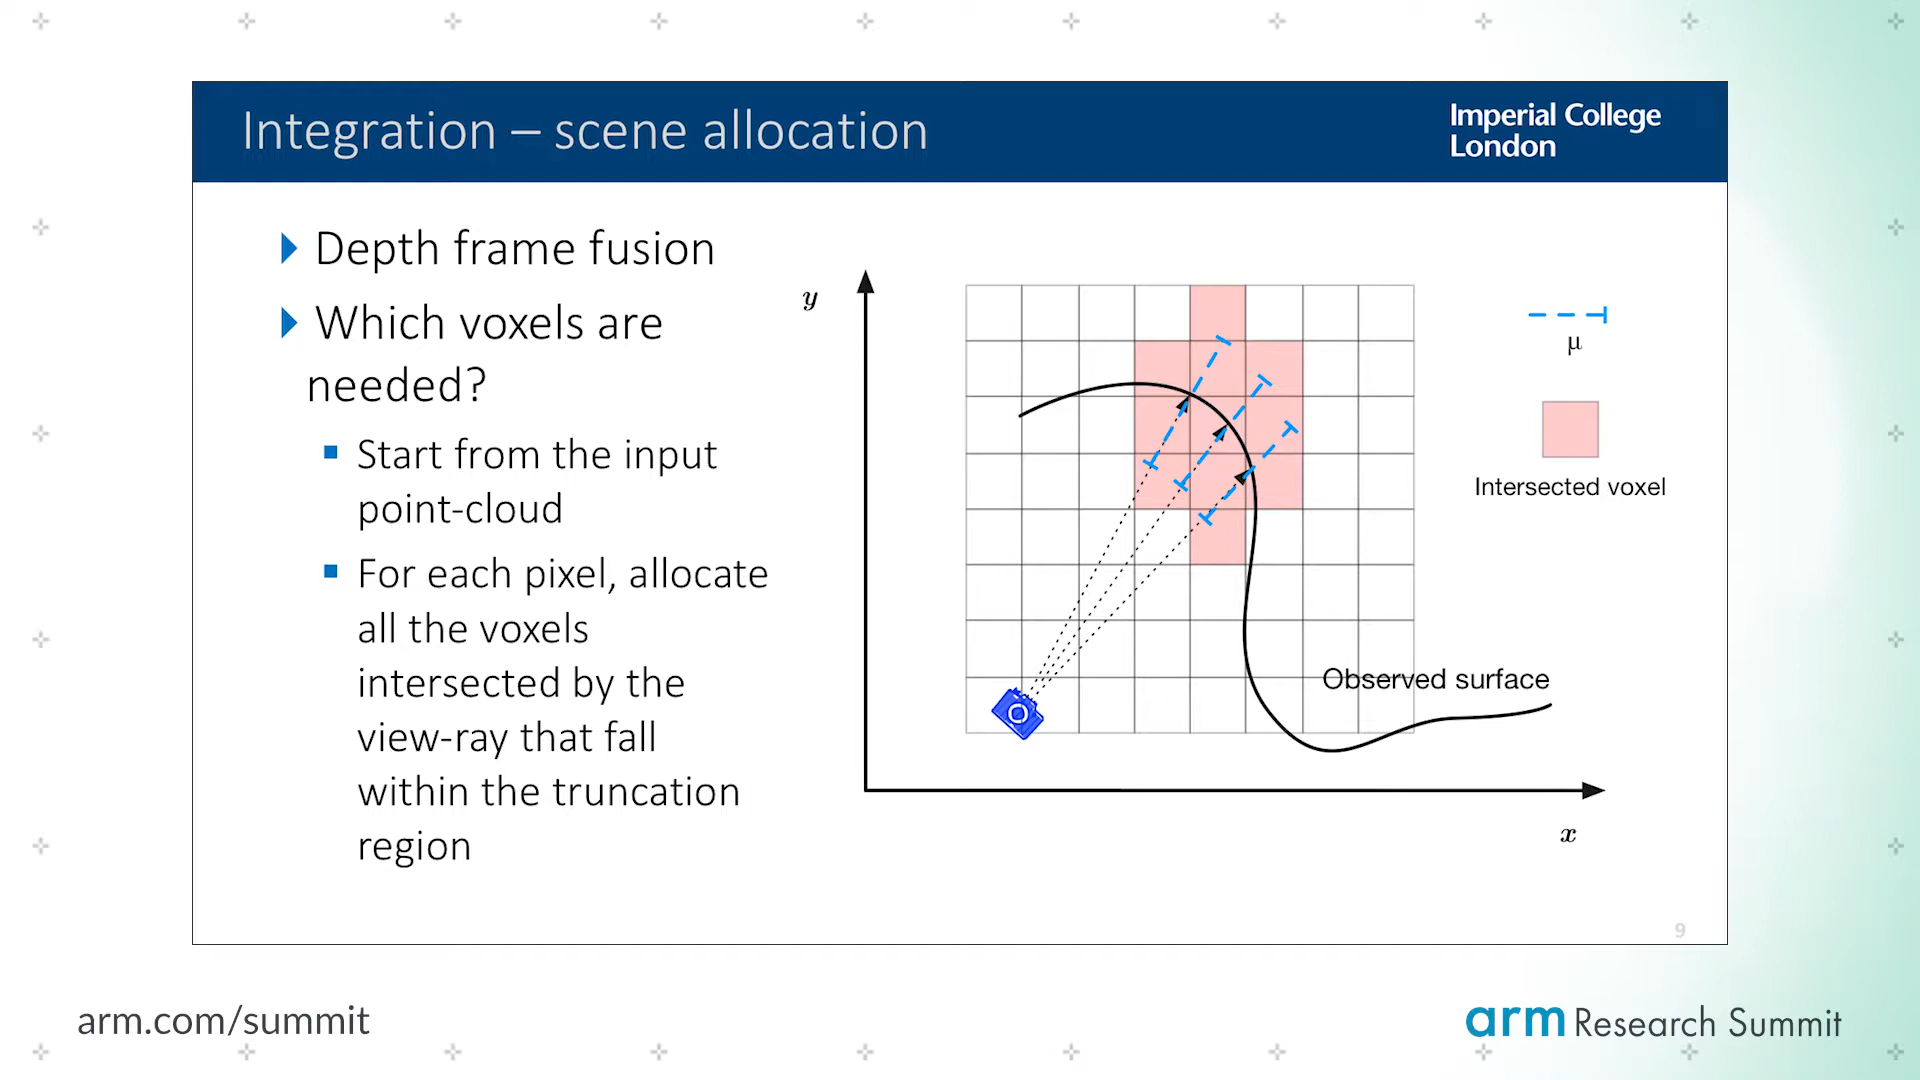 Integration – scene allocation
Imperial College
London
Depth frame fusion
Which voxels are
needed?
Start from the input
point-cloud
For each pixel, allocate
all the voxels
intersected by the
view-ray that fall
within the truncation
region
y
μ
Intersected voxel
Observed surface
x
9
arm.com/summit
arm Research Summit